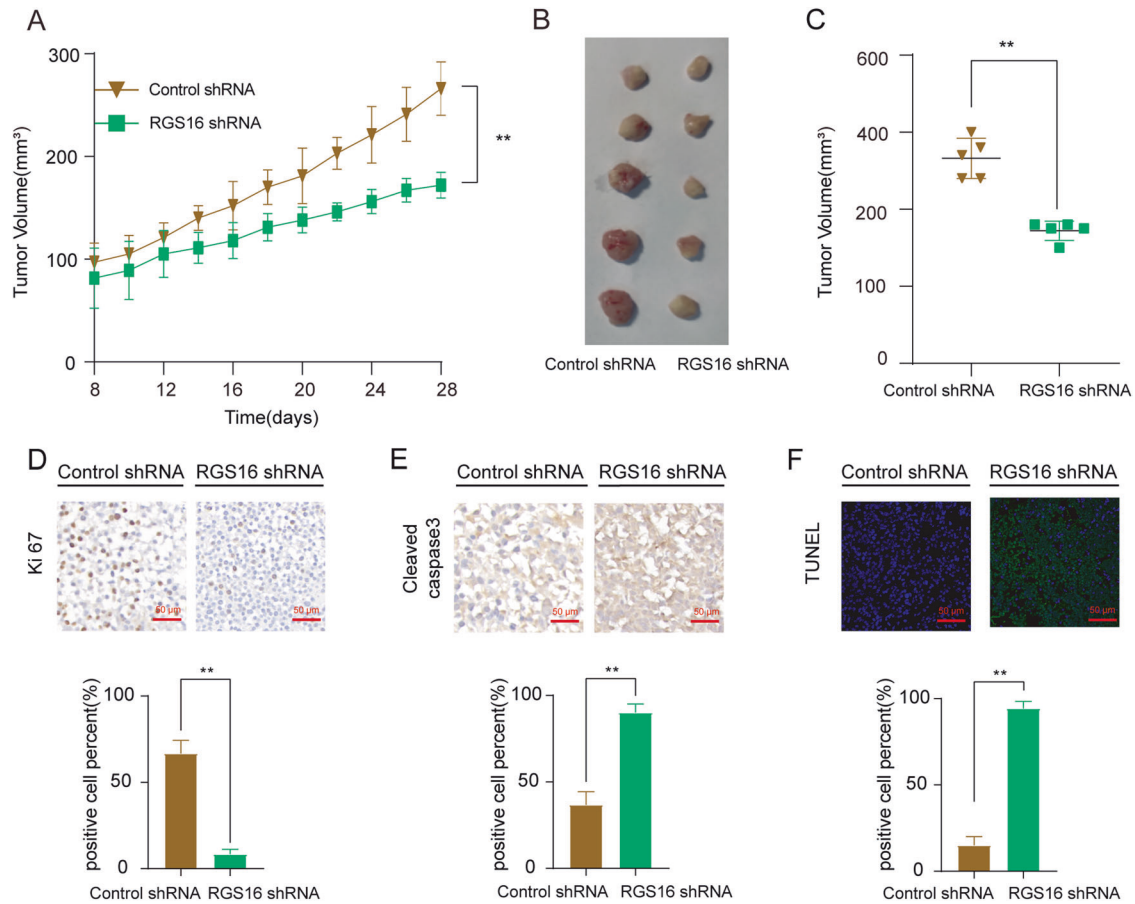 A
Tumor Volume(mm³)
300
200
100
0
Control shRNA
RGS16 shRNA
**
8 12 16 20 24 28
Time(days)
B
Control shRNA RGS16 shRNA
C
Tumor Volume(mm³)
600
400
200
400
0
**
Control shRNA RGS16 shRNA
D
Control shRNA RGS16 shRNA
Ki 67
50 µm 50 µm
positive cell percent(%)
100
50
0
**
Control shRNA RGS16 shRNA
E
Control shRNA RGS16 shRNA
Cleaved
caspase3
50 µm 50 µm
positive cell percent(%)
100
50
0
**
Control shRNA RGS16 shRNA
F
Control shRNA RGS16 shRNA
TUNEL
50 µm 50 µm
positive cell percent(%)
100
50
0
**
Control shRNA RGS16 shRNA